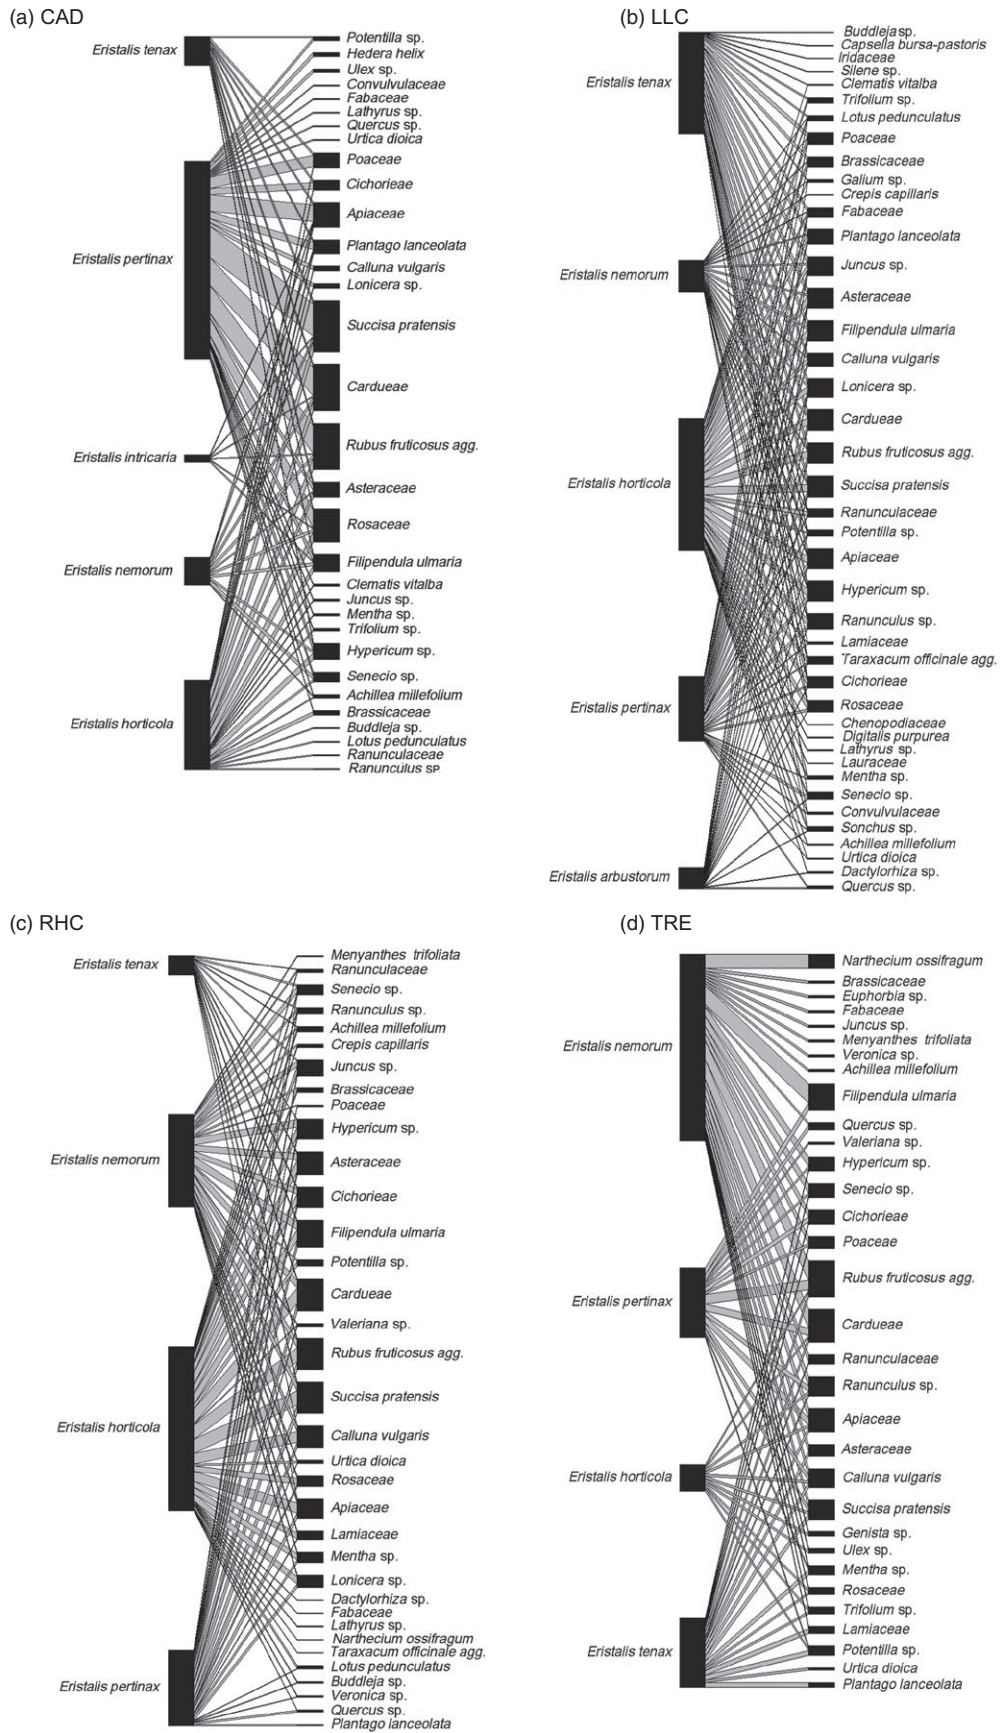 (a) CAD
Eristalis tenax
Eristalis pertinax
Eristalis intricaria
Eristalis nemorum
Eristalis horticola
Potentilla sp.
Hedera helix
Ulex sp.
Convulvulaceae
Fabaceae
Lathyrus sp.
Quercus sp.
Urtica dioica
Poaceae
Cichorieae
Apiaceae
Plantago lanceolata
Calluna vulgaris
Lonicera sp.
Succisa pratensis
Cardueae
Rubus fruticosus agg.
Asteraceae
Rosaceae
Filipendula ulmaria
Clematis vitalba
Juncus sp.
Mentha sp.
Trifolium sp.
Hypericum sp.
Senecio sp.
Achillea millefolium
Brassicaceae
Buddleja sp.
Lotus pedunculatus
Ranunculaceae
Ranunculus sp.
(b) LLC
Eristalis tenax
Eristalis nemorum
Eristalis horticola
Eristalis pertinax
Eristalis arbustorum
Buddleja sp.
Capsella bursa-pastoris
Iridaceae
Silene sp.
Clematis vitalba
Trifolium sp.
Lotus pedunculatus
Poaceae
Brassicaceae
Galium sp.
Crepis capillaris
Fabaceae
Plantago lanceolata
Juncus sp.
Asteraceae
Filipendula ulmaria
Calluna vulgaris
Lonicera sp.
Cardueae
Rubus fruticosus agg.
Succisa pratensis
Ranunculaceae
Potentilla sp.
Apiaceae
Hypericum sp.
Ranunculus sp.
Lamiaceae
Taraxacum officinale agg.
Cichorieae
Rosaceae
Chenopodiaceae
Digitalis purpurea
Lathyrus sp.
Lauraceae
Mentha sp.
Senecio sp.
Convulvulaceae
Sonchus sp.
Achillea millefolium
Urtica dioica
Dactylorhiza sp.
Quercus sp.
(c) RHC
Eristalis tenax
Eristalis nemorum
Eristalis horticola
Eristalis pertinax
Menyanthes trifoliata
Ranunculaceae
Senecio sp.
Ranunculus sp.
Achillea millefolium
Crepis capillaris
Juncus sp.
Brassicaceae
Poaceae
Hypericum sp.
Asteraceae
Cichorieae
Filipendula ulmaria
Potentilla sp.
Cardueae
Valeriana sp.
Rubus fruticosus agg.
Succisa pratensis
Calluna vulgaris
Urtica dioica
Rosaceae
Apiaceae
Lamiaceae
Mentha sp.
Lonicera sp.
Dactylorhiza sp.
Fabaceae
Lathyrus sp.
Narthecium ossifragum
Taraxacum officinale agg.
Lotus pedunculatus
Buddleja sp.
Veronica sp.
Quercus sp.
Plantago lanceolata
(d) TRE
Eristalis nemorum
Eristalis pertinax
Eristalis horticola
Eristalis tenax
Narthecium ossifragum
Brassicaceae
Euphorbia sp.
Fabaceae
Juncus sp.
Menyanthes trifoliata
Veronica sp.
Achillea millefolium
Filipendula ulmaria
Quercus sp.
Valeriana sp.
Hypericum sp.
Senecio sp.
Cichorieae
Poaceae
Rubus fruticosus agg.
Cardueae
Ranunculaceae
Ranunculus sp.
Apiaceae
Asteraceae
Calluna vulgaris
Succisa pratensis
Genista sp.
Ulex sp.
Mentha sp.
Rosaceae
Trifolium sp.
Lamiaceae
Potentilla sp.
Urtica dioica
Plantago lanceolata